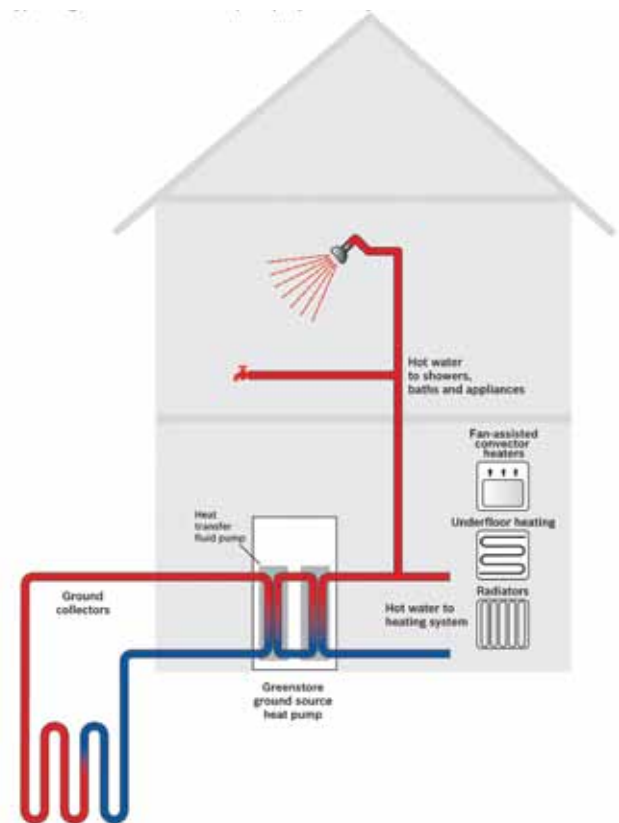 Hot water
to showers,
baths and appliances
Fan-assisted
convector
heaters
Underfloor heating
Radiators
Heat
transfer
fluid pump
Ground
collectors
Hot water to
heating system
Greenstore
ground source
heat pump